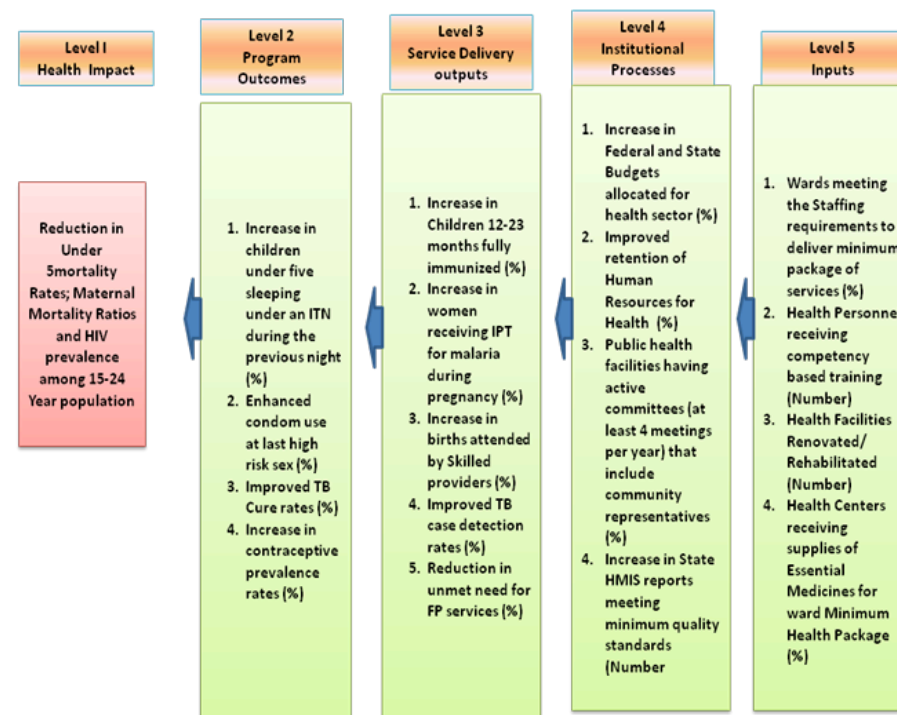 Level I
Health Impact
Reduction in
Under
5mortality
Rates; Maternal
Mortality Ratios
and HIV
prevalence
among 15-24
Year population
Level 2
Program
Outcomes
1. Increase in
children
under five
sleeping
under an ITN
during the
previous night
(%)
2. Enhanced
condom use
at last high
risk sex (%)
3. Improved TB
Cure rates (%)
4. Increase in
contraceptive
prevalence
rates (%)
Level 3
Service Delivery
outputs
1. Increase in
Children 12-23
months fully
immunized (%)
2. Increase in
women
receiving IPT
for malaria
during
pregnancy (%)
3. Increase in
births attended
by Skilled
providers (%)
4. Improved TB
case detection
rates (%)
5. Reduction in
unmet need for
FP services (%)
Level 4
Institutional
Processes
1. Increase in
Federal and State
Budgets
allocated for
health sector (%)
2. Improved
retention of
Human
Resources for
Health (%)
3. Public health
facilities having
active
committees (at
least 4 meetings
per year) that
include
community
representatives
(%)
4. Increase in State
HMIS reports
meeting
minimum quality
standards
(Number
Level 5
Inputs
1. Wards meeting
the Staffing
requirements to
deliver minimum
package of
services (%)
2. Health Personne
receiving
competency
based training
(Number)
3. Health Facilities
Renovated/
Rehabilitated
(Number)
4. Health Centers
receiving
supplies of
Essential
Medicines for
ward Minimum
Health Package
(%)